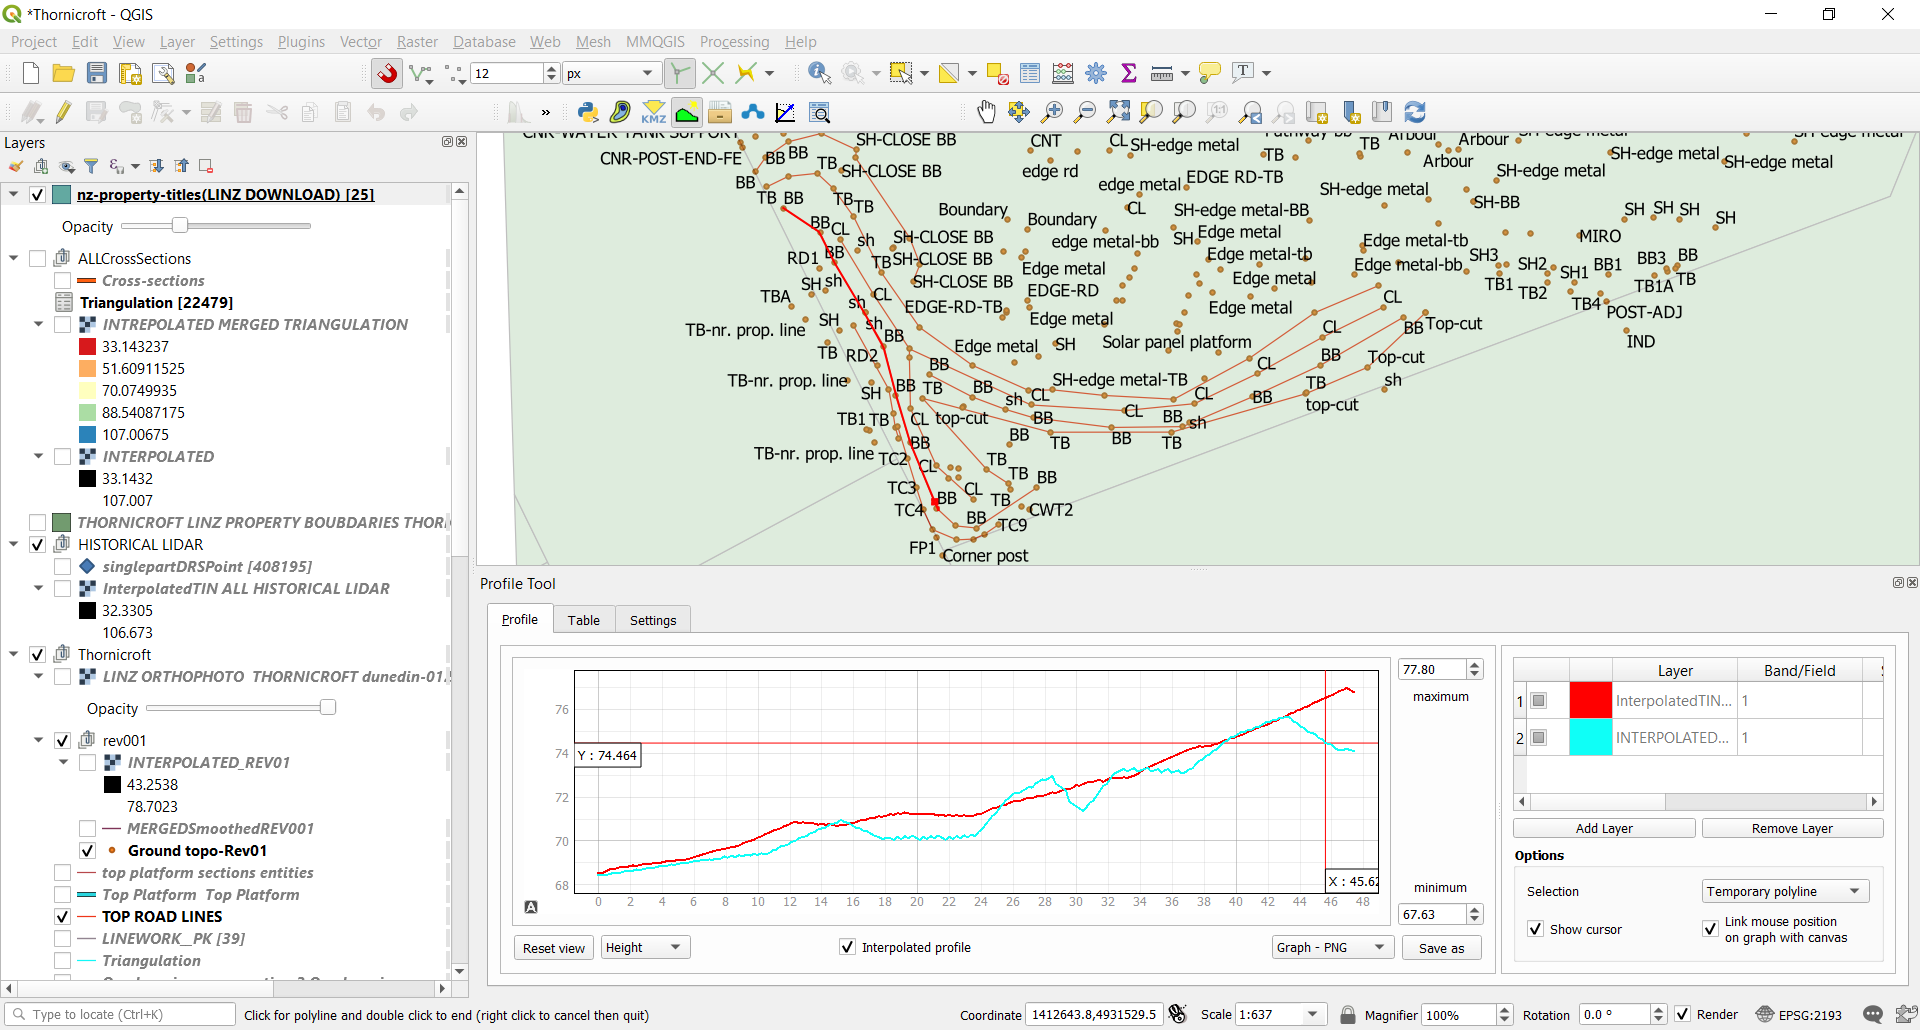 *Thornicroft - QGIS
Project Edit View Layer Settings Plugins Vector Raster Database Web Mesh MMQGIS Processing Help
12 px
KMZ
Layers
nz-property-titles(LINZ DOWNLOAD) [25]
Opacity
ALLCrossSections
Cross-sections
Triangulation [22479]
INTREPOLATED MERGED TRIANGULATION
33.143237
51.60911525
70.0749935
88.54087175
107.00675
INTERPOLATED
33.1432
107.007
THORNICROFT LINZ PROPERTY BOUBDARIES THOR
HISTORICAL LIDAR
singlepartDRSPoint [408195]
InterpolatedTIN ALL HISTORICAL LIDAR
32.3305
106.673
Thornicroft
LINZ ORTHOPHOTO THORNICROFT dunedin-01
Opacity
rev001
INTERPOLATED_REV01
43.2538
78.7023
MERGEDSmoothedREV001
Ground topo-Rev01
top platform sections entities
Top Platform Top Platform
TOP ROAD LINES
LINEWORK_PK [39]
Triangulation
CNR-WATER TANK SUPPORT SH-CLOSE BB CNT CL SH-edge metal Pathway-bb TB Arbour Arbour SH-edge metal SH-edge metal
CNR-POST-END-FE BB BB TB SH-CLOSE BB edge rd TB Arbour SH-edge metal SH-edge metal
BB TB BB TB TB edge metal EDGE RD-TB SH-edge metal SH-edge metal
Boundary Boundary CL SH-edge metal-BB SH-BB SH SH SH SH
BB CL sh SH-CLOSE BB edge metal-bb SH Edge metal Edge metal-tb MIRO
RD1 BB TB SH-CLOSE BB Edge metal Edge metal-tb Edge metal-bb SH3 SH2 SH1 BB1 BB3 BB
SH sh SH-CLOSE BB EDGE-RD Edge metal TB1 TB2 TB1A TB
TBA sh CL EDGE-RD-TB Edge metal Edge metal CL TB4 POST-ADJ
TB-nr. prop. line SH sh BB Edge metal SH Solar panel platform CL BB Top-cut IND
TB RD2 BB CL BB Top-cut
TB-nr. prop. line SH BB TB BB SH-edge metal-TB TB sh
TB1 TB CL top-cut sh CL BB CL BB CL sh BB top-cut
BB BB TB BB TB
TB-nr. prop. line TC2 CL TB TB BB
TC3 BB CL TB
TC4 BB TC9 CWT2
FP1 Corner post
Profile Tool
Profile Table Settings
76
74
72
70
68
Y : 74.464
X : 45.62
0 2 4 6 8 10 12 14 16 18 20 22 24 26 28 30 32 34 36 38 40 42 44 46 48
77.80
maximum
minimum
67.63
Reset view Height Interpolated profile Graph - PNG Save as
Layer Band/Field
1 InterpolatedTIN... 1
2 INTERPOLATED... 1
Add Layer Remove Layer
Options
Selection Temporary polyline
Show cursor Link mouse position
on graph with canvas
Type to locate (Ctrl+K) Click for polyline and double click to end (right click to cancel then quit) Coordinate 1412643.8,4931529.5 Scale 1:637 Magnifier 100% Rotation 0.0 ° Render EPSG:2193